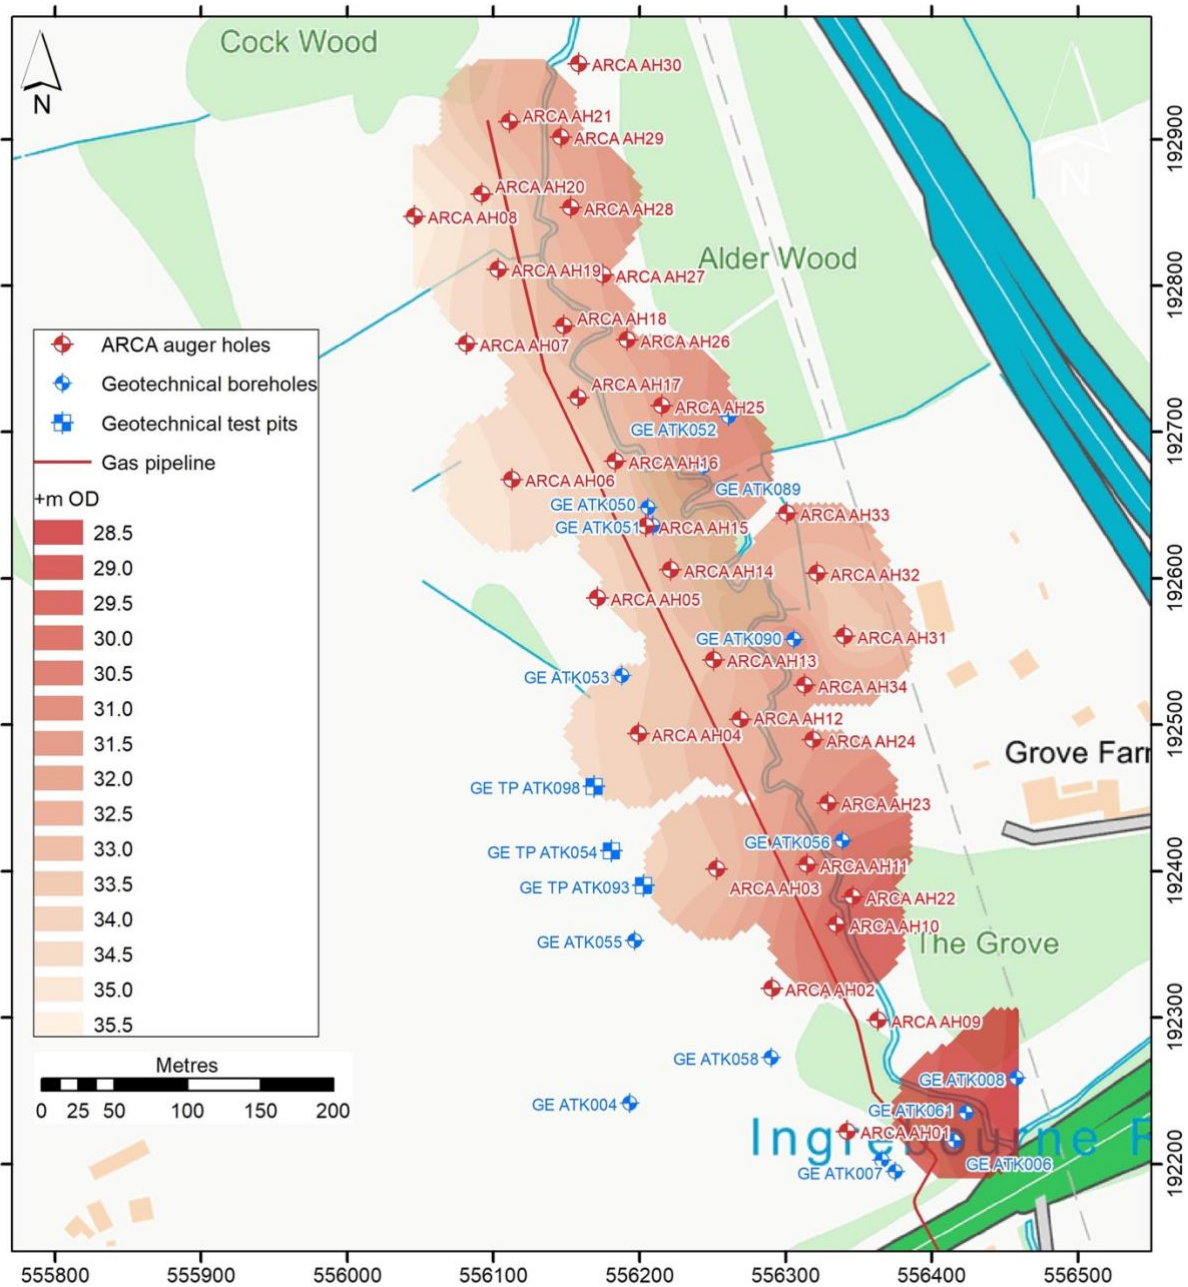 Cock Wood
N
ARCA AH30
ARCA AH21
ARCA AH29
ARCA AH20
ARCA AH28
ARCA AH08
N
Alder Wood
ARCA AH19
ARCA AH27
ARCA AH18
ARCA AH26
ARCA AH07
ARCA AH17
ARCA AH25
GE ATK052
ARCA AH16
ARCA AH06
GE ATK089
GE ATK050
GE ATK051
ARCA AH15
ARCA AH33
ARCA AH14
ARCA AH32
ARCA AH05
GE ATK090
ARCA AH31
ARCA AH13
GE ATK053
ARCA AH34
ARCA AH12
ARCA AH04
ARCA AH24
Grove Farr
GE TP ATK098
ARCA AH23
GE ATK056
GE TP ATK054
ARCA AH11
GE TP ATK093
ARCA AH03
ARCA AH22
ARCA AH10
GE ATK055
The Grove
ARCA AH02
ARCA AH09
GE ATK058
GE ATK008
GE ATK004
GE ATK061
ARCA AH01
Ingrebourne R
GE ATK007
GE ATK006
ARCA auger holes
Geotechnical boreholes
Geotechnical test pits
Gas pipeline
+m OD
28.5
29.0
29.5
30.0
30.5
31.0
31.5
32.0
32.5
33.0
33.5
34.0
34.5
35.0
35.5
Metres
0 25 50 100 150 200
192900
192800
192700
192600
192500
192400
192300
192200
555800 555900 556000 556100 556200 556300 556400 556500